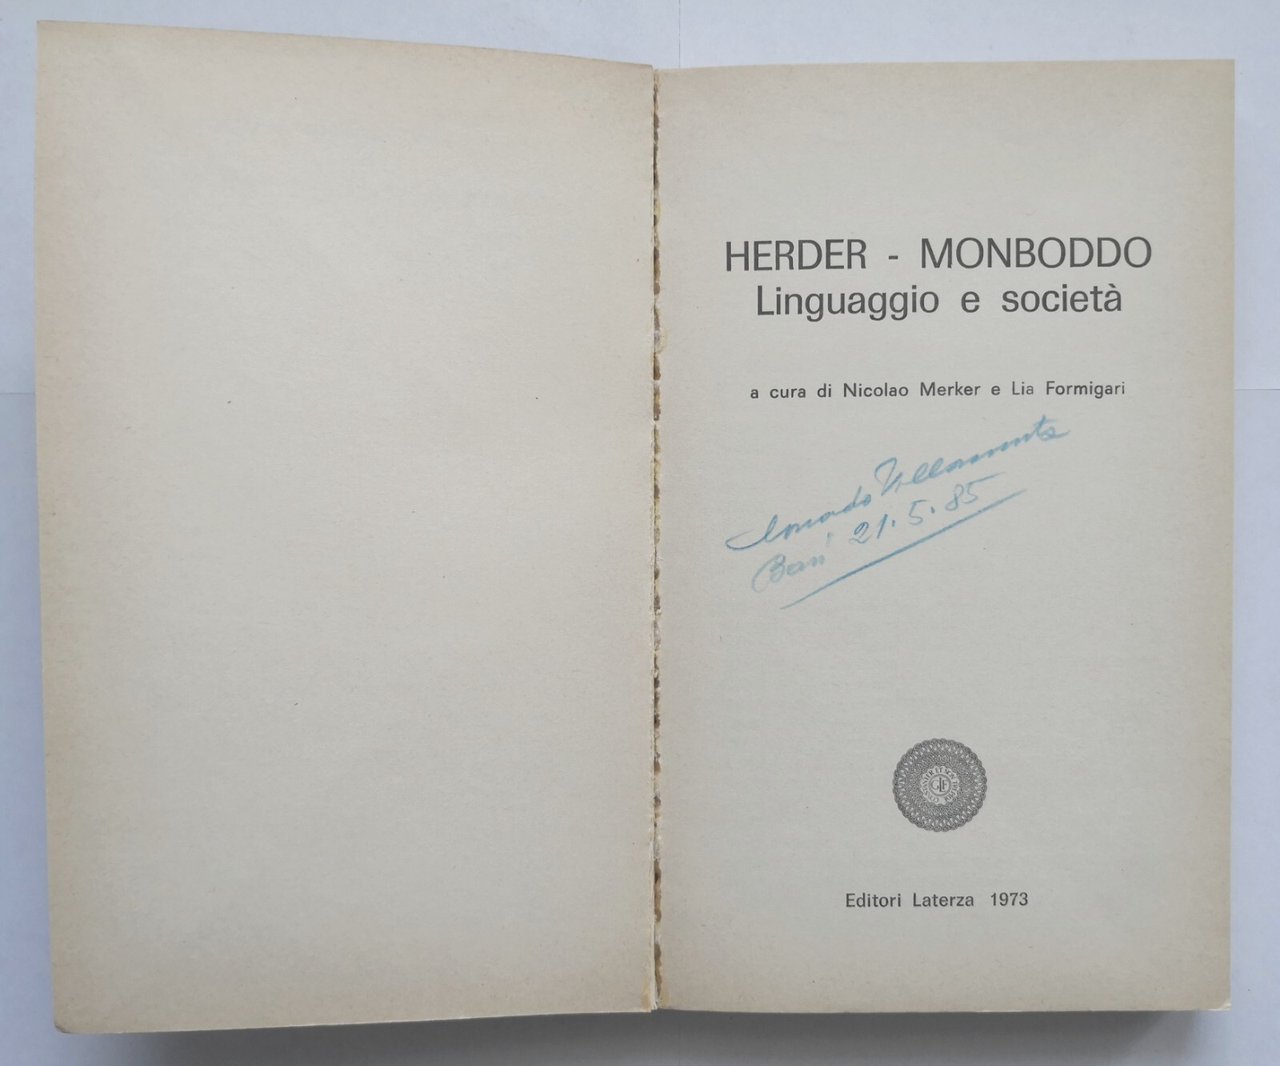 HERDER - MONBODDO
Linguaggio e società
a cura di Nicolao Merker e Lia Formigari
Bari 21.5.85
Editori Laterza 1973